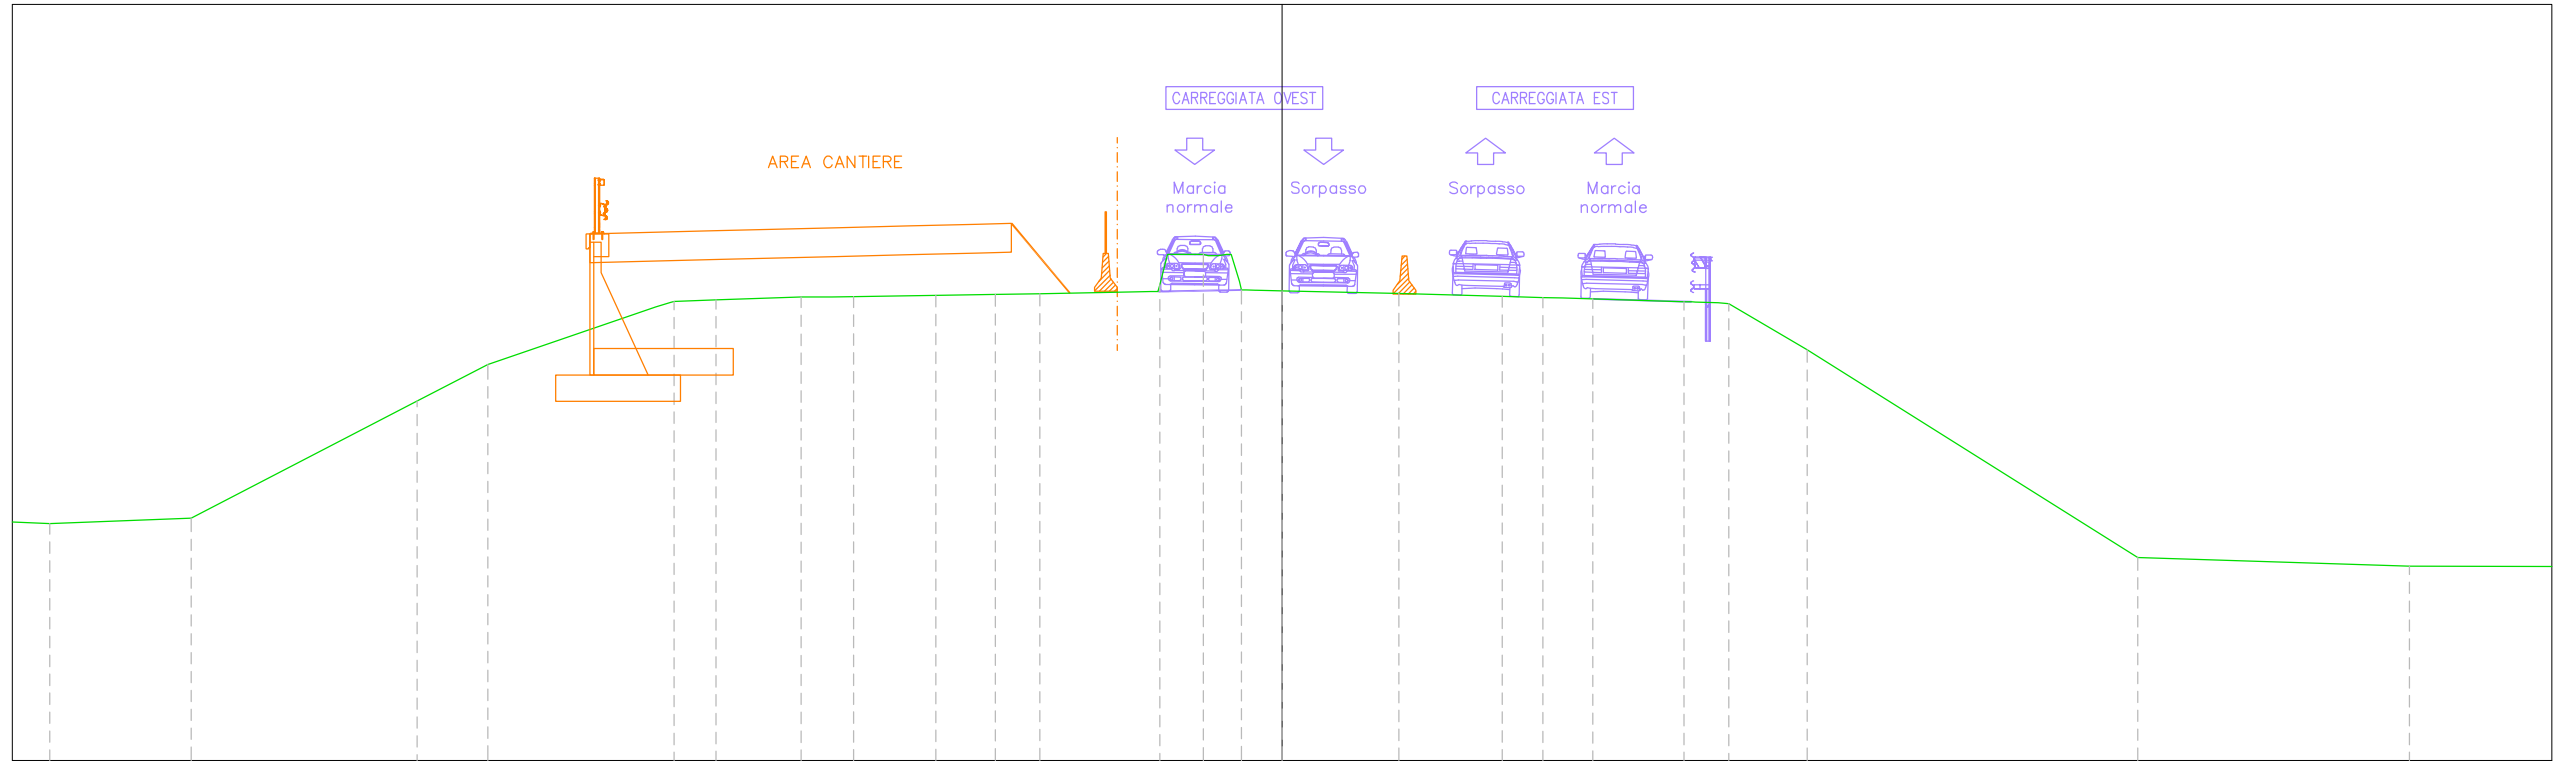 CARREGGIATA OVEST
CARREGGIATA EST
AREA CANTIERE
Marcia
normale
Sorpasso
Sorpasso
Marcia
normale